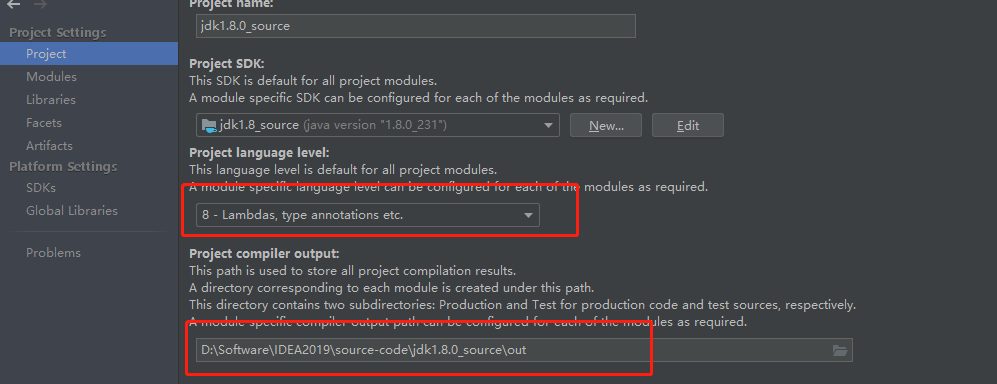 Project name:
Project Settings
jdk1.8.0_source
Project
Project SDK:
Modules
This SDK is default for all project modules.
Libraries
A module specific SDK can be configured for each of the modules as required.
Facets
jdk1.8_source (java version "1.8.0_231")
New...
Edit
Artifacts
Project language level:
Platform Settings
This language level is default for all project modules.
SDKs
A module specific language level can be configured for each of the modules as required.
Global Libraries
8 - Lambdas, type annotations etc.
Problems
Project compiler output:
This path is used to store all project compilation results.
A directory corresponding to each module is created under this path.
This directory contains two subdirectories: Production and Test for production code and test sources, respectively.
A module specific compiler output path can be configured for each of the modules as required.
D:\Software\IDEA2019\source-code\jdk1.8.0_source\out